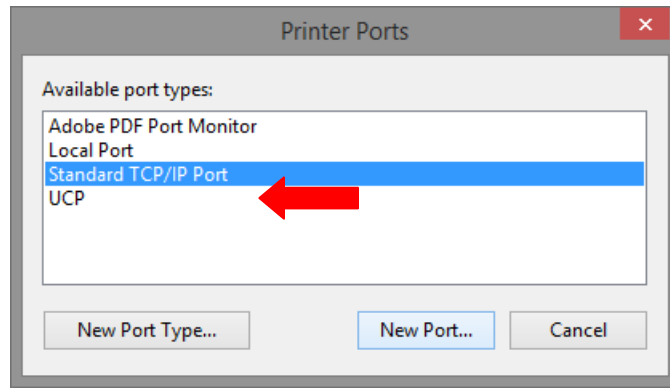 Printer Ports
Available port types:
Adobe PDF Port Monitor
Local Port
Standard TCP/IP Port
UCP
New Port Type... New Port... Cancel